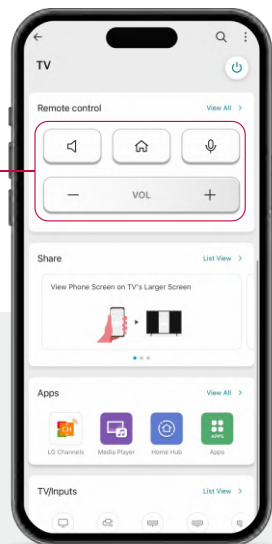 TV
Remote control View All >
VOL
Share List View >
View Phone Screen on TV's Larger Screen
Apps View All >
CH
APPS
LG Channels Media Player Home Hub Apps
TV/Inputs List View >